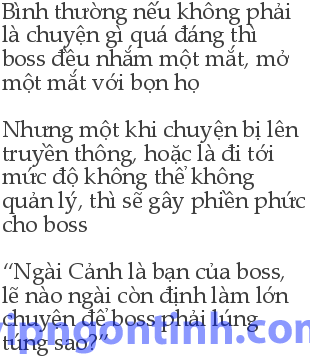 Bình thường nếu không phải
là chuyện gì quá đáng thì
boss đều nhắm một mắt, mở
một mắt với bọn họ
Nhưng một khi chuyện bị lên
truyền thông, hoặc là đi tới
mức độ không thể không
quản lý, thì sẽ gây phiền phức
cho boss
“Ngài Cảnh là bạn của boss,
lẽ nào ngài còn định làm lớn
chuyện để boss phải lúng
túng sao?”
vipngontinh.com